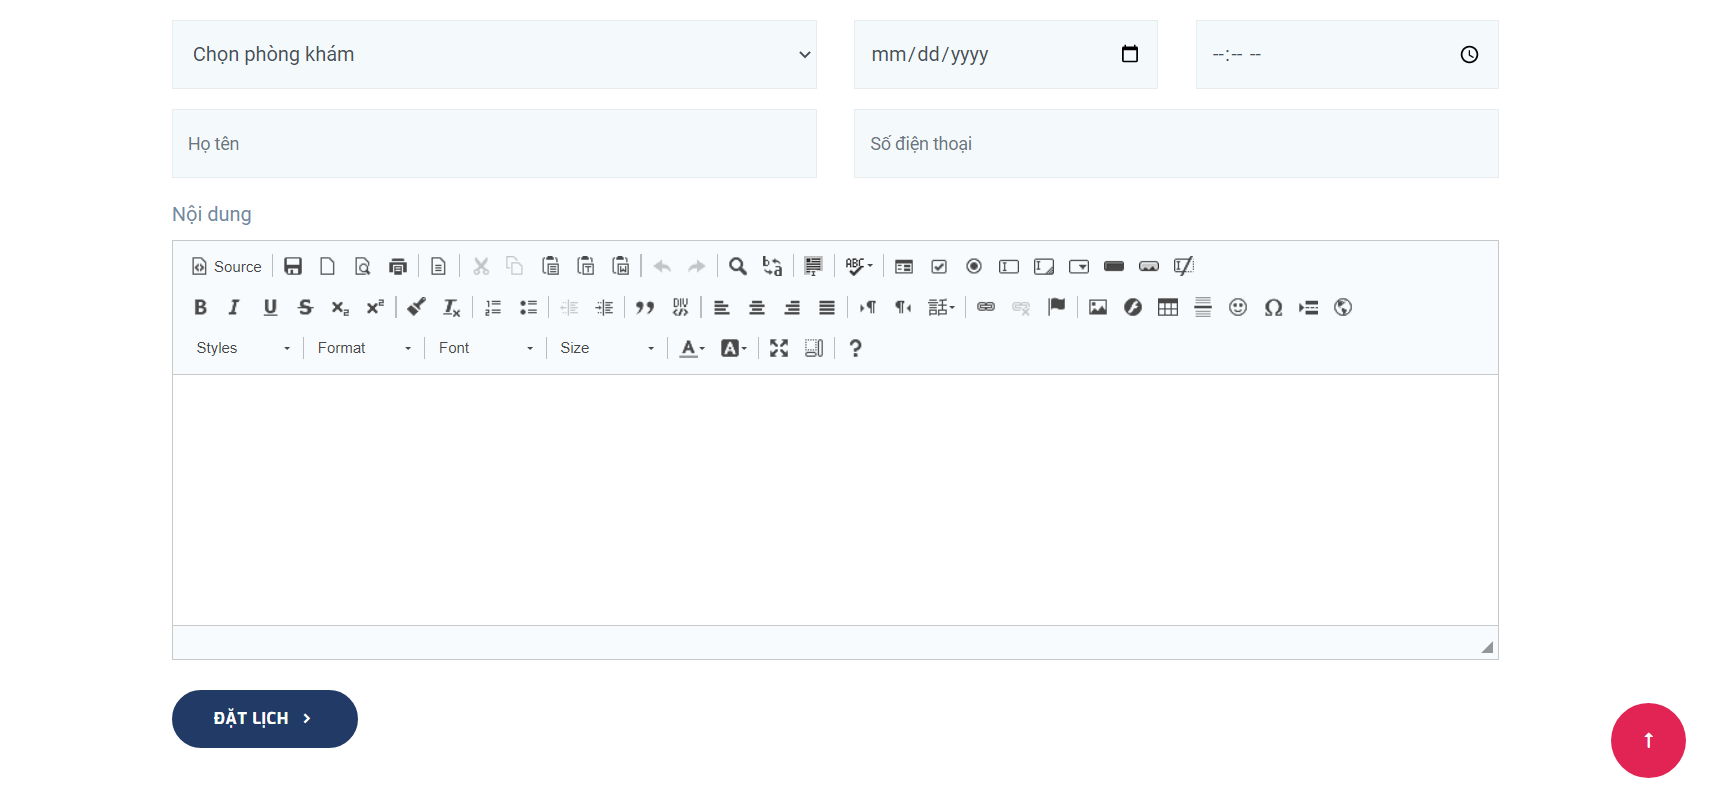 Chọn phòng khám mm/dd/yyyy --:-- --
Họ tên Số điện thoại
Nội dung
Source
Styles Format Font Size
ĐẶT LỊCH